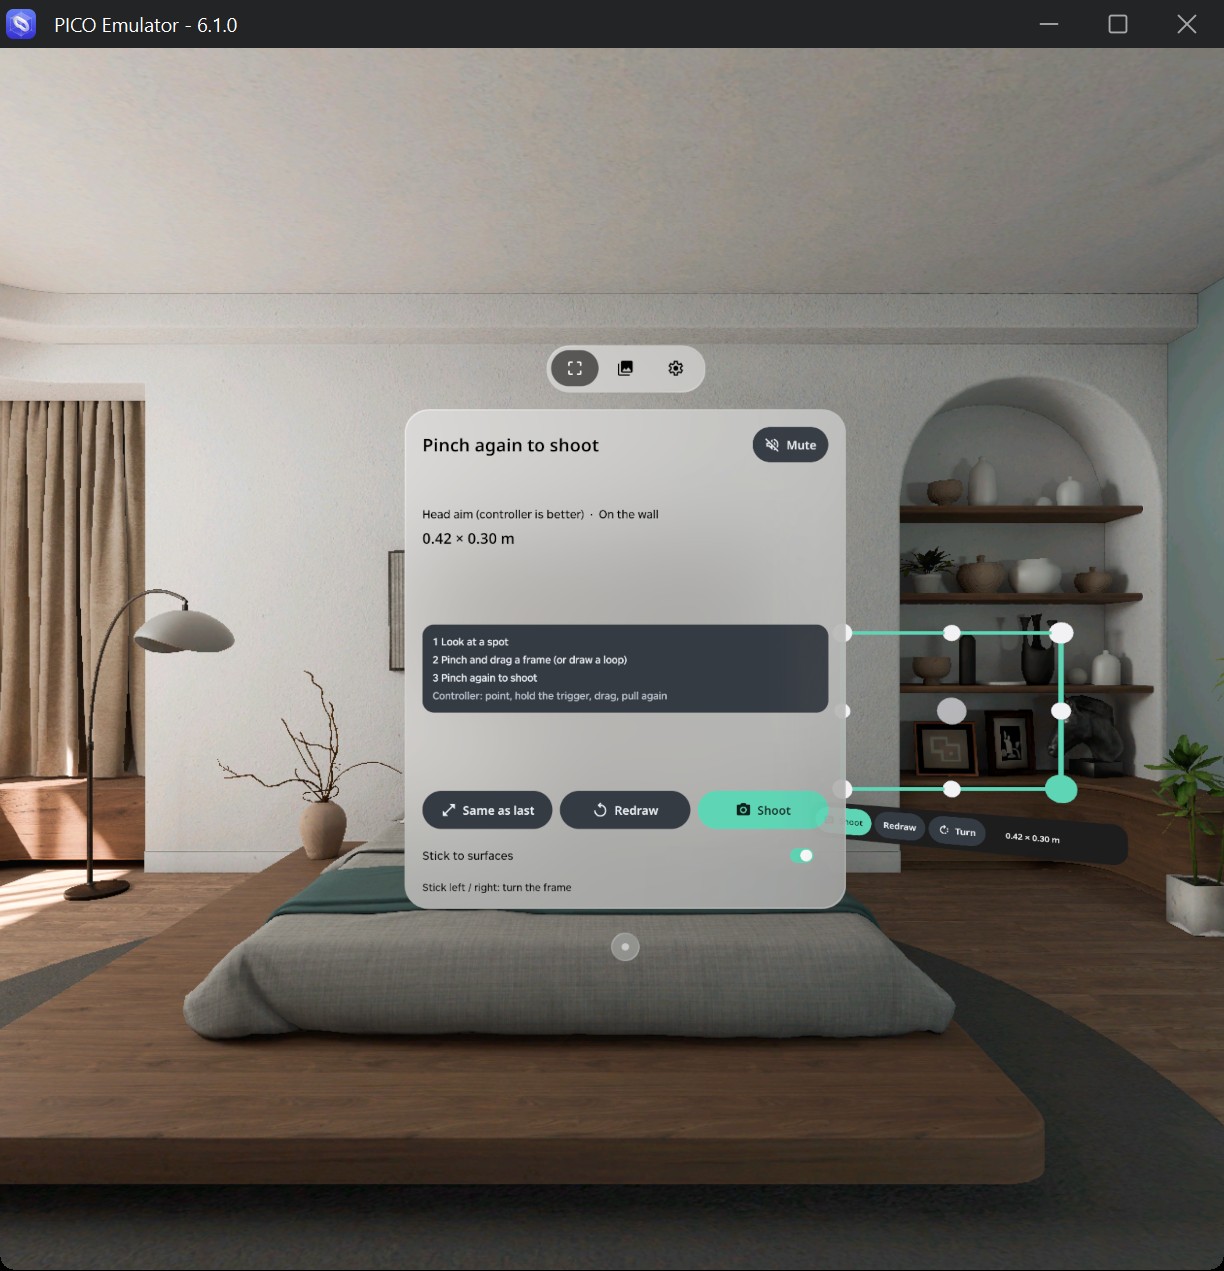 PICO Emulator - 6.1.0
Pinch again to shoot
Mute
Head aim (controller is better) · On the wall
0.42 × 0.30 m
1 Look at a spot
2 Pinch and drag a frame (or draw a loop)
3 Pinch again to shoot
Controller: point, hold the trigger, drag, pull again
Same as last
Redraw
Shoot
Redraw
Turn
0.42 × 0.30 m
Stick to surfaces
Stick left / right: turn the frame